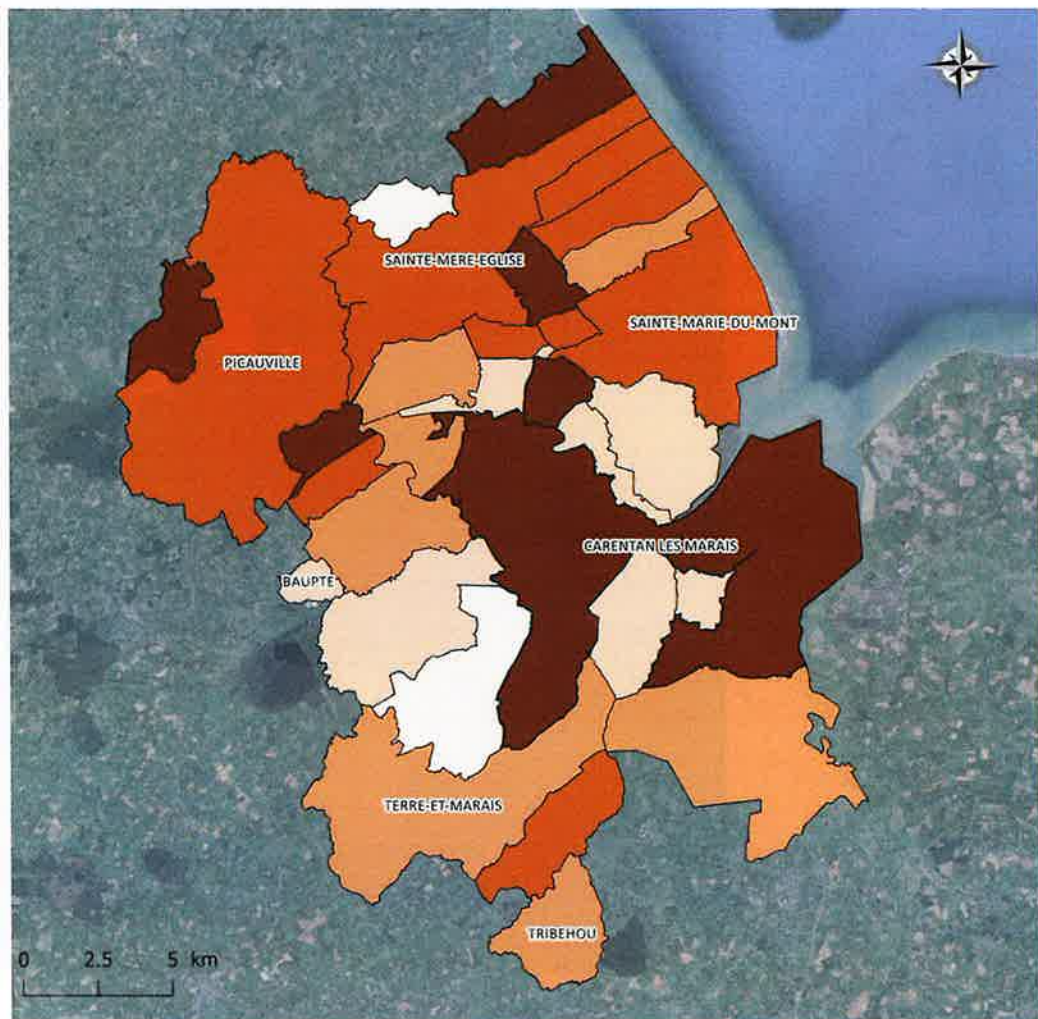 SAINTE-MERE-EGLISE
SAINTE-MARIE-DU-MONT
PICAUVILLE
CARENTAN LES MARAIS
BAUPTE
TERRE-ET-MARAIS
TRIBEHOU
0 2.5 5 km